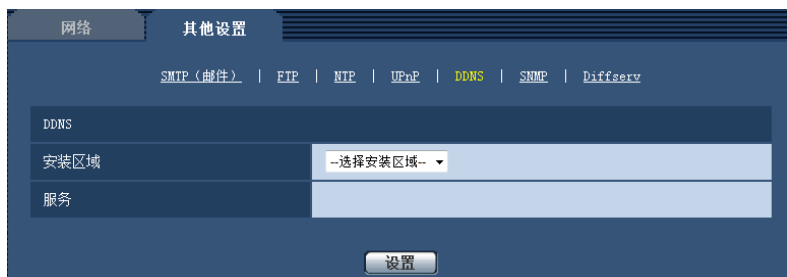 网络 其他设置
SMTP（邮件） | FTP | NTP | UPnP | DDNS | SNMP | Diffserv
DDNS
安装区域 --选择安装区域--
服务
设置